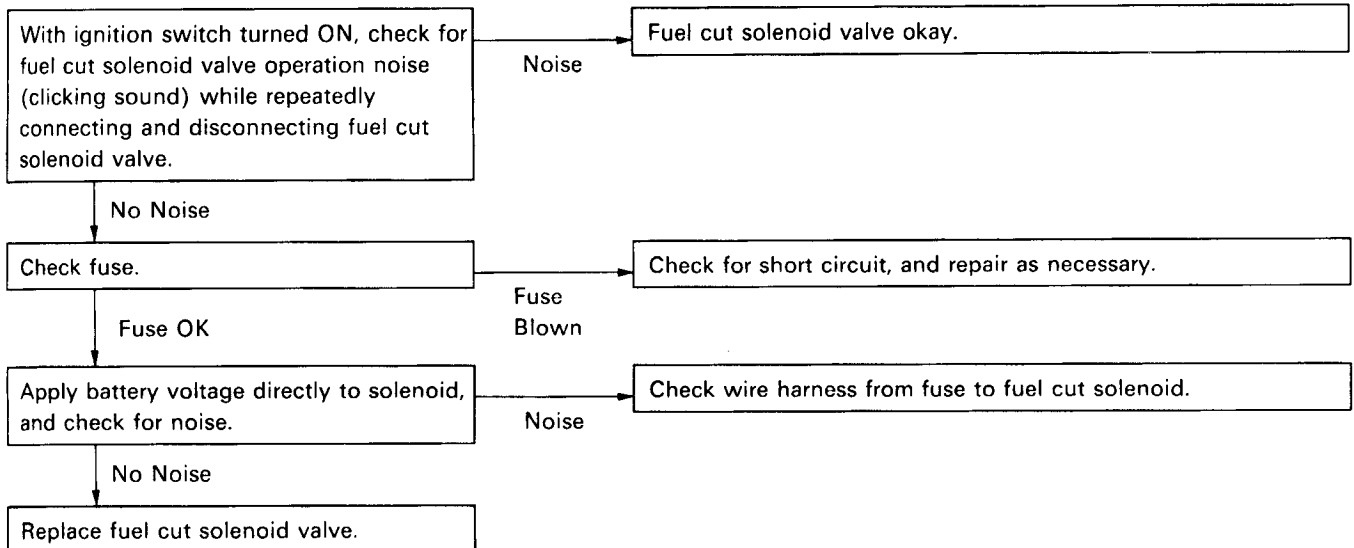 With ignition switch turned ON, check for
fuel cut solenoid valve operation noise
(clicking sound) while repeatedly
connecting and disconnecting fuel cut
solenoid valve.
Noise
Fuel cut solenoid valve okay.
No Noise
Check fuse.
Fuse
Blown
Check for short circuit, and repair as necessary.
Fuse OK
Apply battery voltage directly to solenoid,
and check for noise.
Noise
Check wire harness from fuse to fuel cut solenoid.
No Noise
Replace fuel cut solenoid valve.